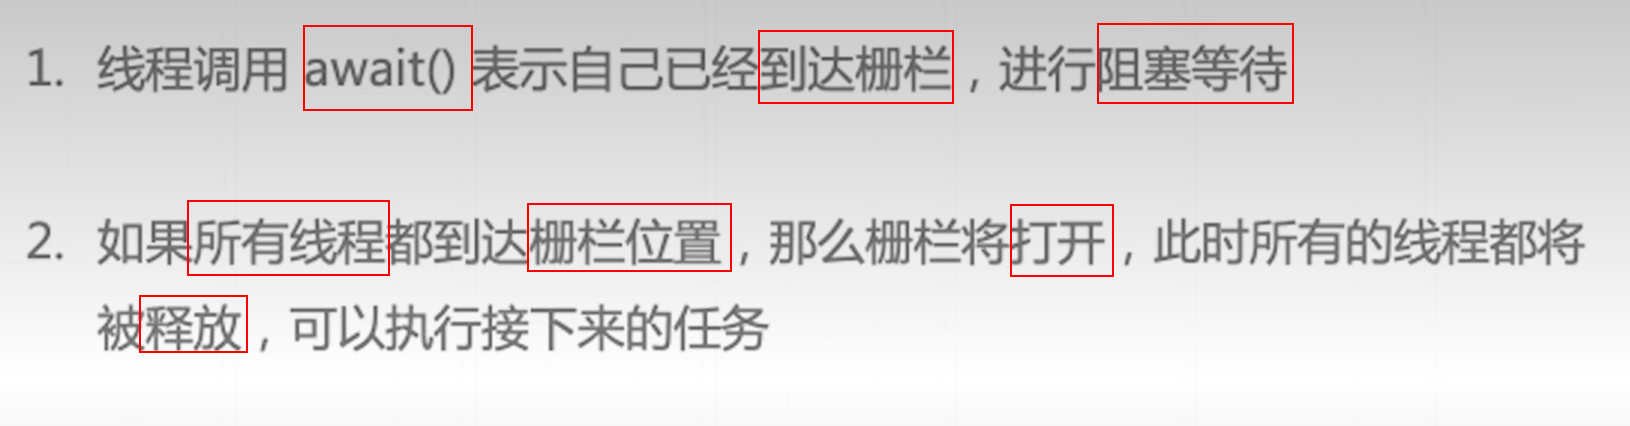 1. 线程调用 await() 表示自己已经到达栅栏，进行阻塞等待
2. 如果所有线程都到达栅栏位置，那么栅栏将打开，此时所有的线程都将
被释放，可以执行接下来的任务